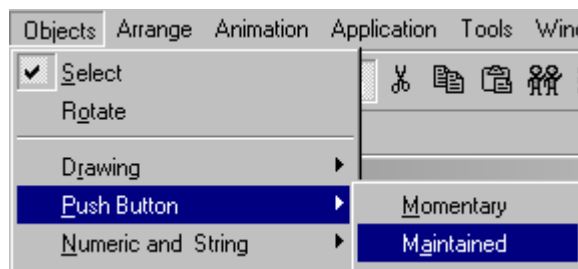 Objects Arrange Animation Application Tools
Select
Rotate
Drawing
Push Button
Momentary
Numeric and String
Maintained